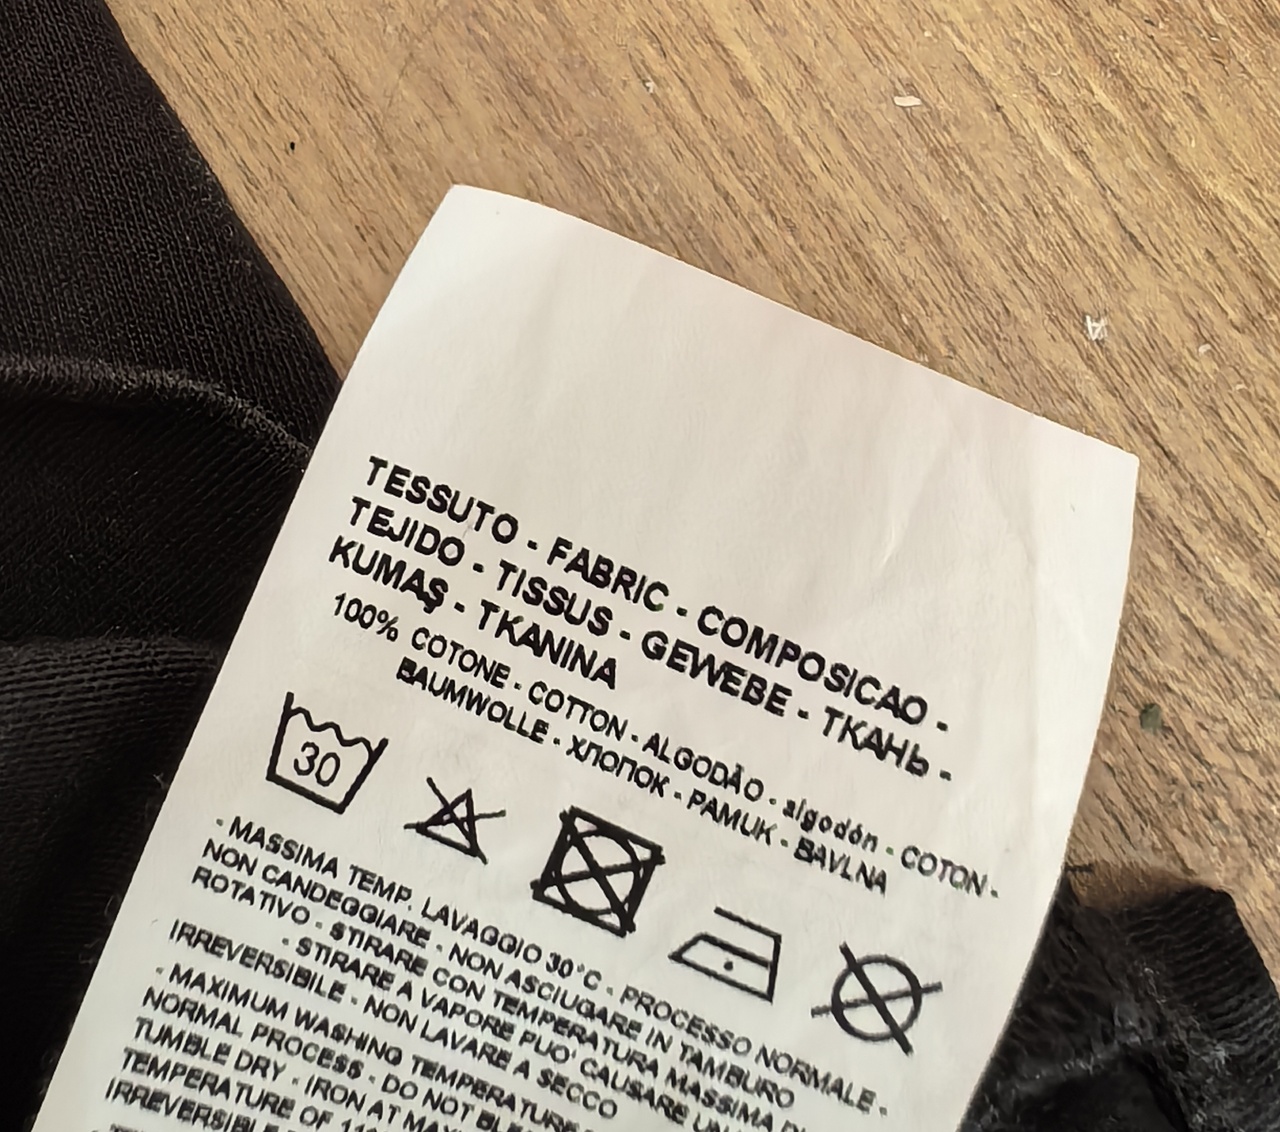 TESSUTO - FABRIC - COMPOSICAO -
TEJIDO - TISSUS - GEWEBE - ТКАНЬ -
KUMAŞ - TKANINA
100% COTONE - COTTON - ALGODÃO - algodón - COTON -
BAUMWOLLE - ХЛОПОК - PAMUK - BAVLNA
30
- MASSIMA TEMP. LAVAGGIO 30°C - PROCESSO NORMALE -
NON CANDEGGIARE - NON ASCIUGARE IN TAMBURO
ROTATIVO - STIRARE CON TEMPERATURA MASSIMA DI
- STIRARE A VAPORE PUO' CAUSARE UN
IRREVERSIBILE - NON LAVARE A SECCO
- MAXIMUM WASHING TEMPERATURE
NORMAL PROCESS - DO NOT
TUMBLE DRY - IRON AT
TEMPERATURE OF
IRREVERSIBLE